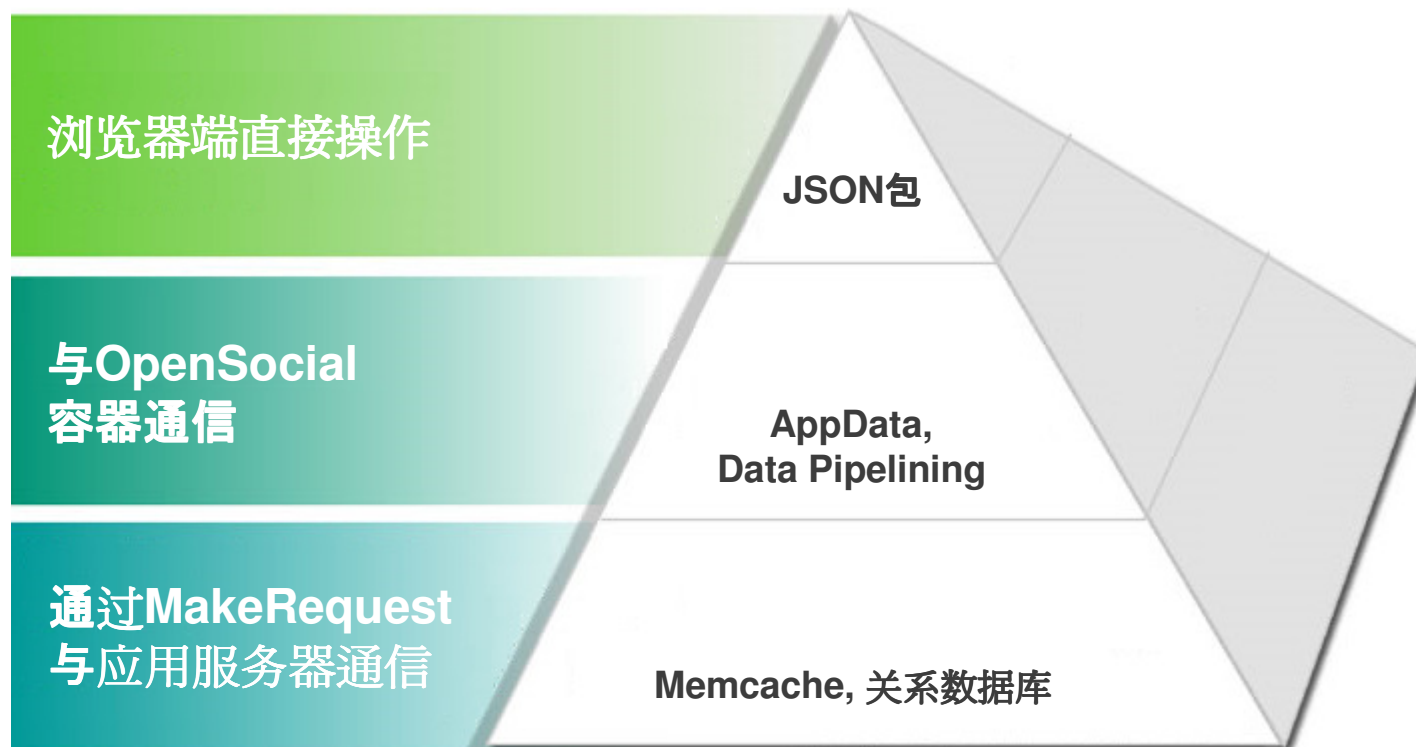 浏览器端直接操作
JSON包
与OpenSocial
容器通信
AppData,
Data Pipelining
通过MakeRequest
与应用服务器通信
Memcache, 关系数据库